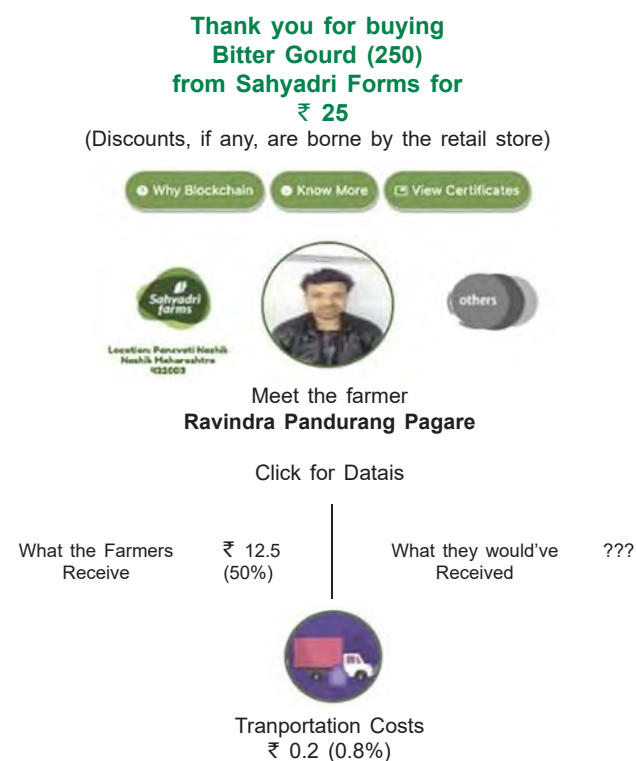 Thank you for buying
Bitter Gourd (250)
from Sahyadri Forms for
₹ 25
(Discounts, if any, are borne by the retail store)
Why Blockchain Know More View Certificates
Sahyadri
farms
others
Location: Pancvati Nashik
Nashik Maharashtra
422003
Meet the farmer
Ravindra Pandurang Pagare
Click for Datais
What the Farmers
Receive
₹ 12.5
(50%)
What they would've
Received
???
Tranportation Costs
₹ 0.2 (0.8%)